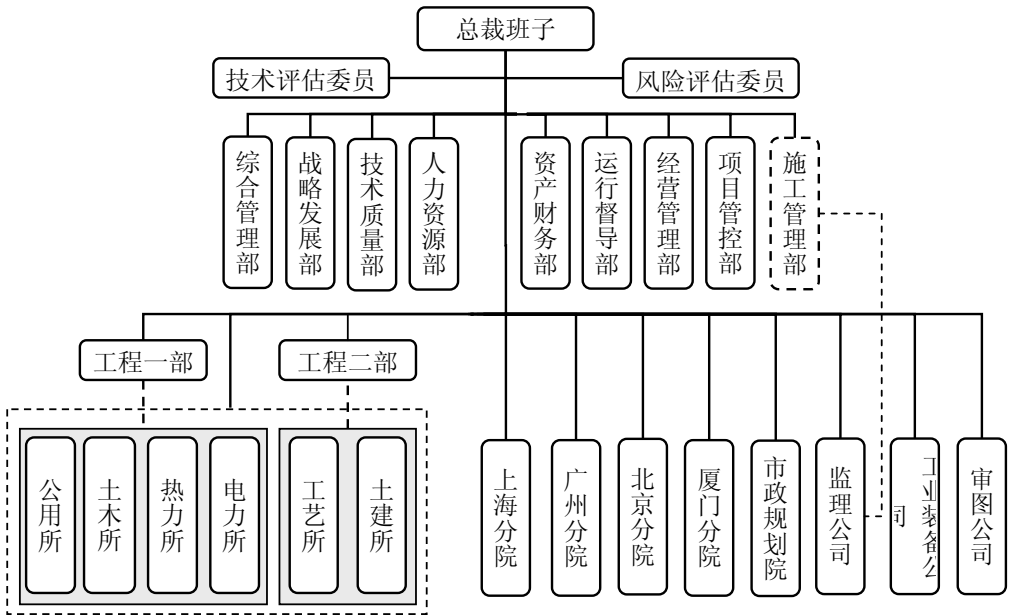 总裁班子
技术评估委员
风险评估委员
综合管理部
战略发展部
技术质量部
人力资源部
资产财务部
运行督导部
经营管理部
项目管控部
施工管理部
工程一部
工程二部
公用所
土木所
热力所
电力所
工艺所
土建所
上海分院
广州分院
北京分院
厦门分院
市政规划院
监理公司
工业装备公
司
审图公司